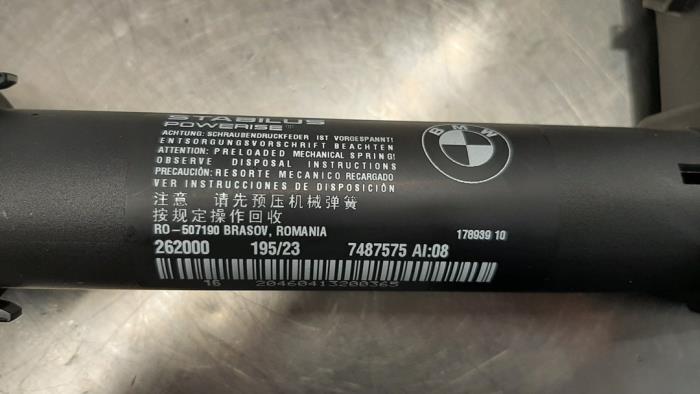 STABILUS
POWERISE®
BMW
ACHTUNG: SCHRAUBENDRUCKFEDER IST VORGESPANNT!
ENTSORGUNGSVORSCHRIFT BEACHTEN
ATTENTION: PRELOADED MECHANICAL SPRING!
OBSERVE DISPOSAL INSTRUCTIONS
PRECAUCIÓN: RESORTE MECANICO RECARGADO
VER INSTRUCCIONES DE DISPOSICIÓN
注意 请先预压机械弹簧
按规定操作回收
RO-507190 BRASOV, ROMANIA 178939 10
262000 195/23 7487575 AI:08
16 20460413200365